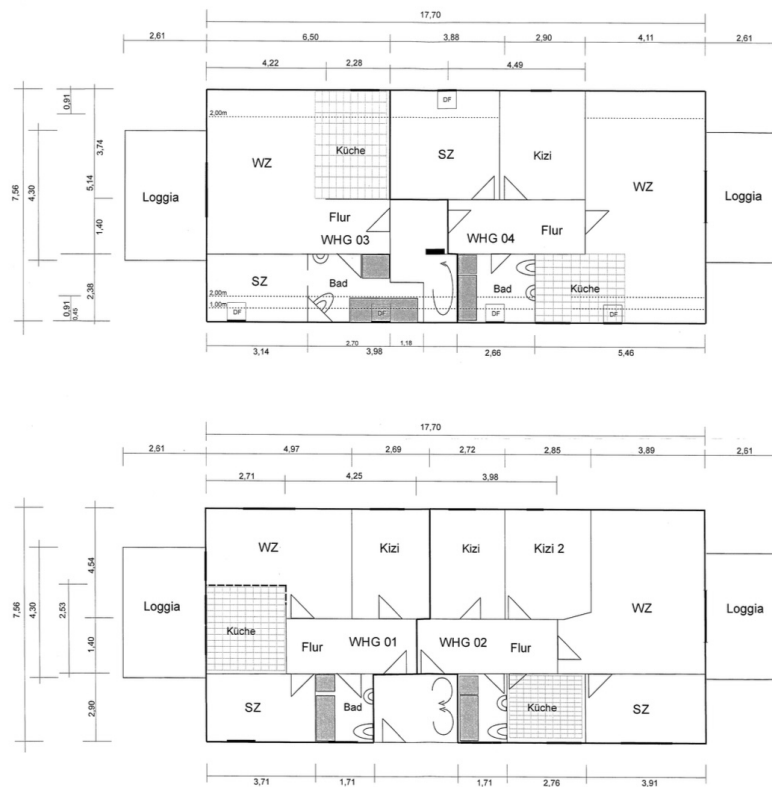 17,70
2,61 6,50 3,88 2,90 4,11 2,61
4,22 2,28 4,49
7,56
4,30
0,91
3,74
5,14
1,40
2,38
0,91
0,45
2,00m
DF
WZ Küche SZ Kizi WZ
Loggia Loggia
Flur
WHG 03 WHG 04 Flur
SZ Bad Bad Küche
2,00m
1,00m
DF DF DF DF
2,70 1,18
3,14 3,98 2,66 5,46
17,70
2,61 4,97 2,69 2,72 2,85 3,89 2,61
2,71 4,25 3,98
7,56
4,30
2,53
4,54
1,40
2,90
WZ Kizi Kizi Kizi 2 WZ
Loggia Loggia
Küche
Flur WHG 01 WHG 02 Flur
SZ Bad Küche SZ
3,71 1,71 1,71 2,76 3,91